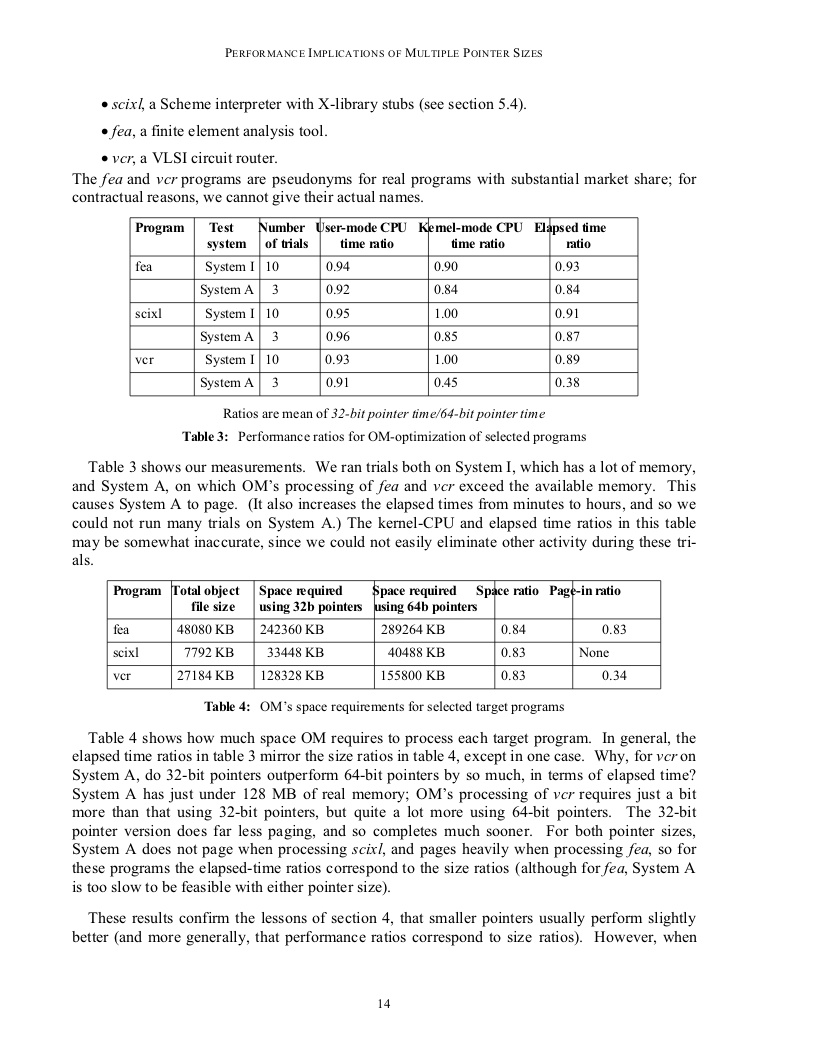 PERFORMANCE IMPLICATIONS OF MULTIPLE POINTER SIZES
• scixl, a Scheme interpreter with X-library stubs (see section 5.4).
• fea, a finite element analysis tool.
• vcr, a VLSI circuit router.
The fea and vcr programs are pseudonyms for real programs with substantial market share; for
contractual reasons, we cannot give their actual names.
Program Test Number User-mode CPU Kernel-mode CPU Elapsed time
system of trials time ratio time ratio ratio
fea System I 10 0.94 0.90 0.93
System A 3 0.92 0.84 0.84
scixl System I 10 0.95 1.00 0.91
System A 3 0.96 0.85 0.87
vcr System I 10 0.93 1.00 0.89
System A 3 0.91 0.45 0.38
Ratios are mean of 32-bit pointer time/64-bit pointer time
Table 3: Performance ratios for OM-optimization of selected programs
Table 3 shows our measurements. We ran trials both on System I, which has a lot of memory,
and System A, on which OM's processing of fea and vcr exceed the available memory. This
causes System A to page. (It also increases the elapsed times from minutes to hours, and so we
could not run many trials on System A.) The kernel-CPU and elapsed time ratios in this table
may be somewhat inaccurate, since we could not easily eliminate other activity during these tri-
als.
Program Total object Space required Space required Space ratio Page-in ratio
file size using 32b pointers using 64b pointers
fea 48080 KB 242360 KB 289264 KB 0.84 0.83
scixl 7792 KB 33448 KB 40488 KB 0.83 None
vcr 27184 KB 128328 KB 155800 KB 0.83 0.34
Table 4: OM's space requirements for selected target programs
Table 4 shows how much space OM requires to process each target program. In general, the
elapsed time ratios in table 3 mirror the size ratios in table 4, except in one case. Why, for vcr on
System A, do 32-bit pointers outperform 64-bit pointers by so much, in terms of elapsed time?
System A has just under 128 MB of real memory; OM's processing of vcr requires just a bit
more than that using 32-bit pointers, but quite a lot more using 64-bit pointers. The 32-bit
pointer version does far less paging, and so completes much sooner. For both pointer sizes,
System A does not page when processing scixl, and pages heavily when processing fea, so for
these programs the elapsed-time ratios correspond to the size ratios (although for fea, System A
is too slow to be feasible with either pointer size).
These results confirm the lessons of section 4, that smaller pointers usually perform slightly
better (and more generally, that performance ratios correspond to size ratios). However, when
14